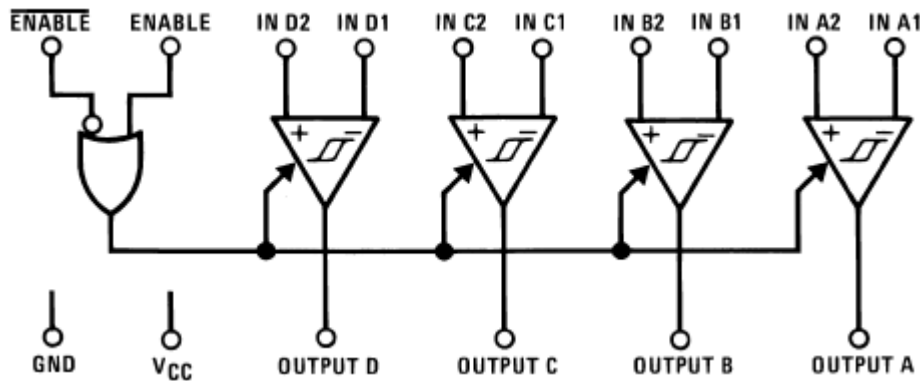 E̅N̅A̅B̅L̅E̅ ENABLE IN D2 IN D1 IN C2 IN C1 IN B2 IN B1 IN A2 IN A1
+ − + − + − + −
GND VCC OUTPUT D OUTPUT C OUTPUT B OUTPUT A